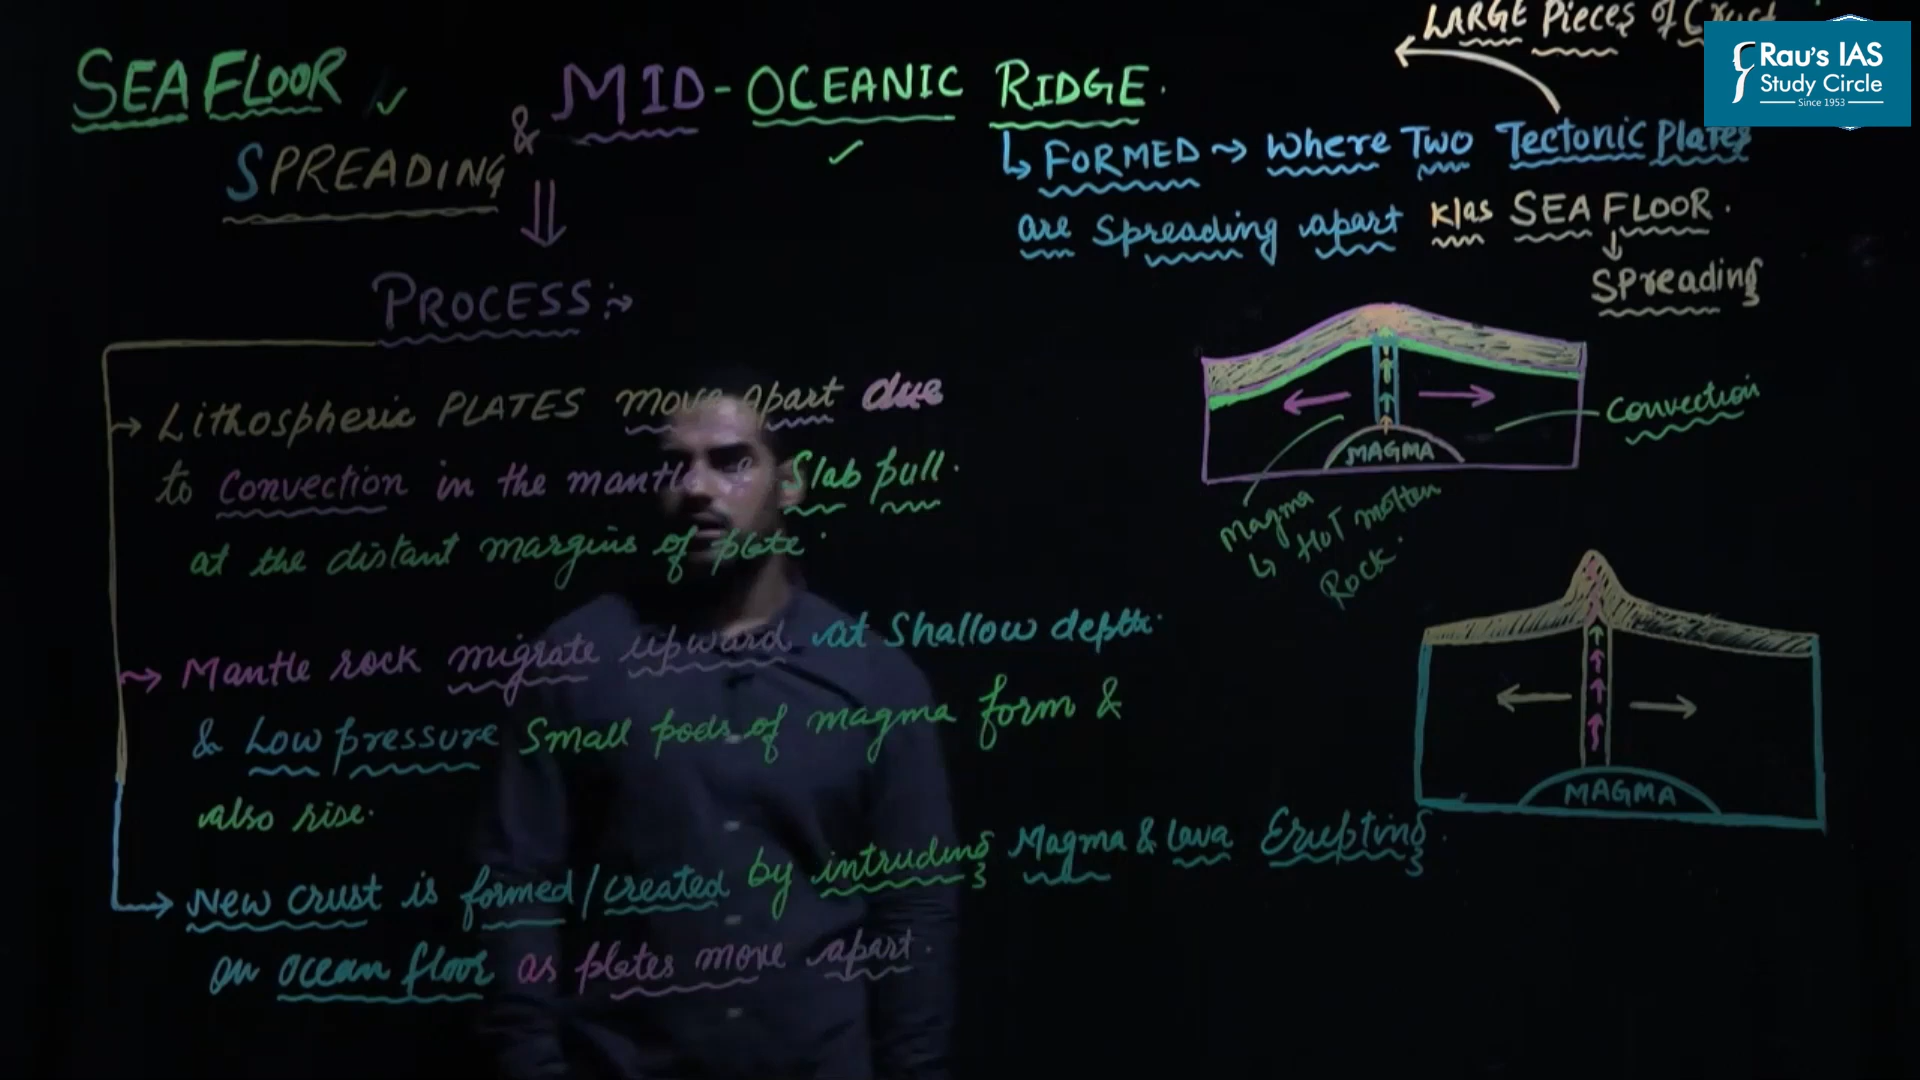 LARGE Pieces of Crust
Rau's IAS
Study Circle
Since 1953
SEA FLOOR
SPREADING
& MID-OCEANIC RIDGE.
↳ FORMED ~> Where Two Tectonic Plates
are Spreading apart k/as SEA FLOOR.
Spreading
PROCESS:~>
→ Lithospheric PLATES move apart due
to Convection in the mantle & Slab pull.
at the distant margins of plate.
→ Mantle rock migrate upward at Shallow depth.
& Low pressure Small pods of magma form &
also rise.
→ New crust is formed/created by intruding Magma & lava Erupting.
on ocean floor as plates move apart.
MAGMA
Convection
Magma
↳ HOT molten
Rock.
MAGMA